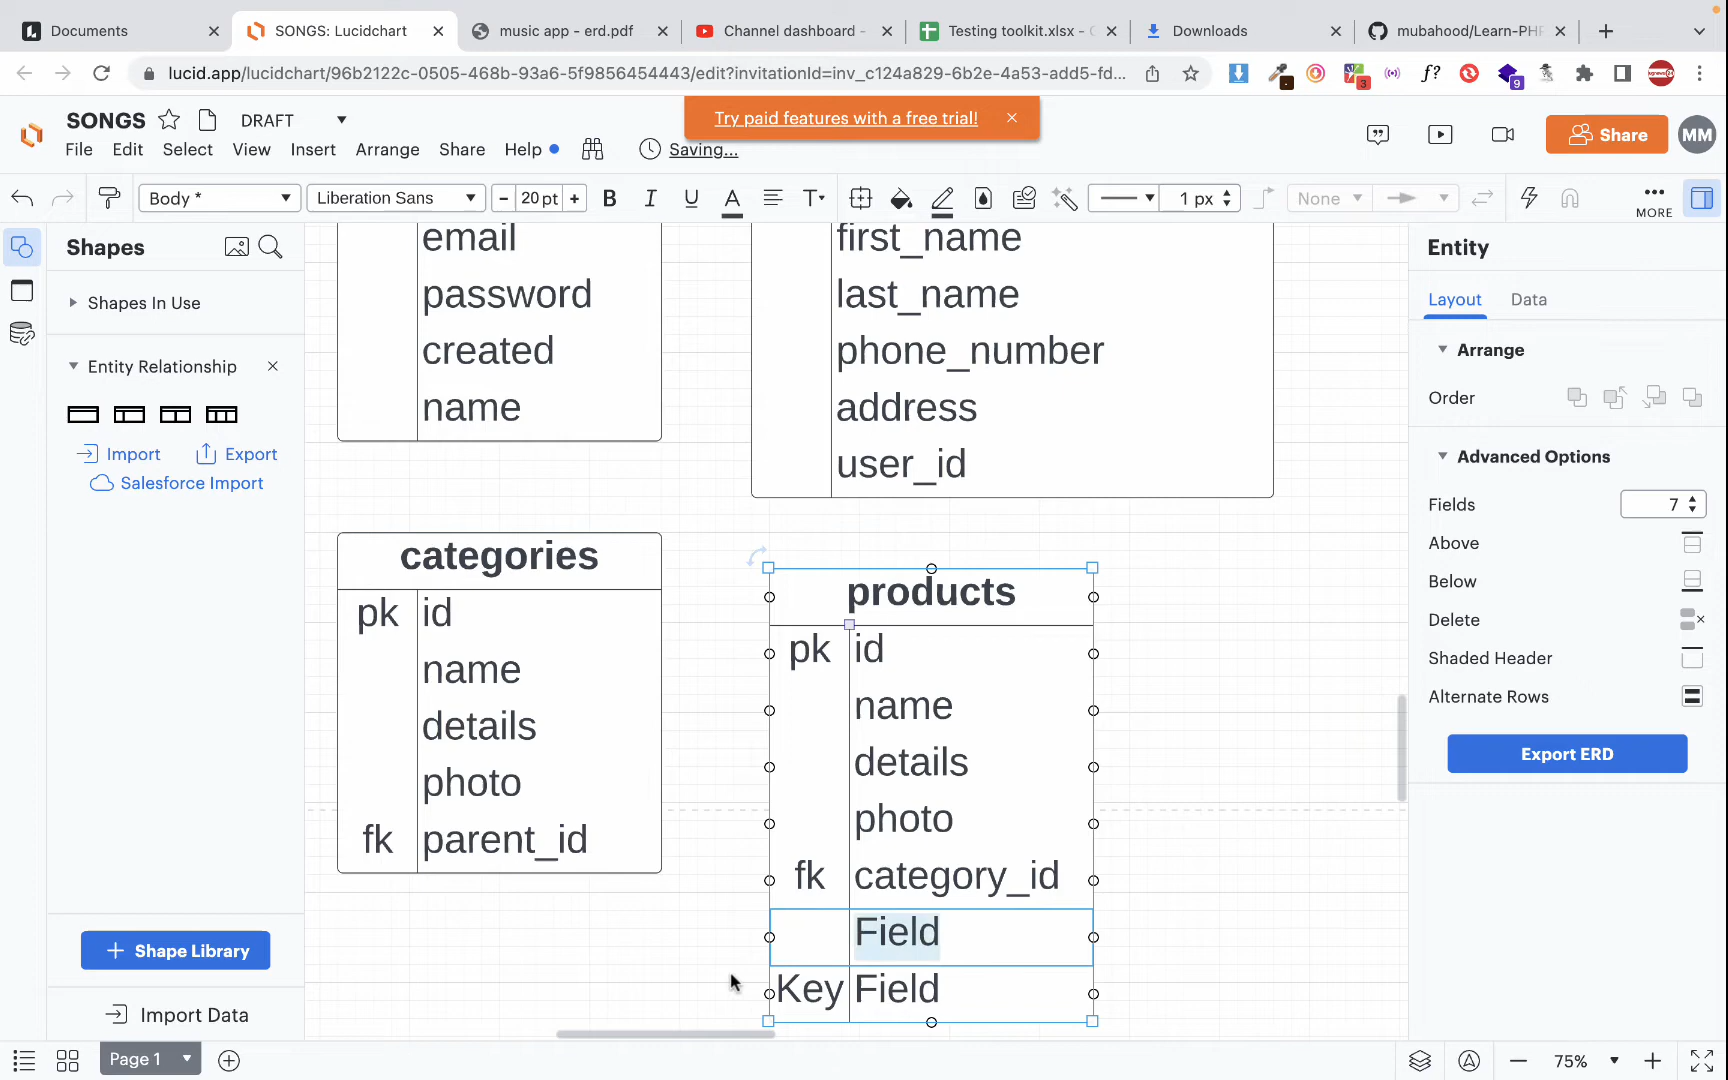 Documents
SONGS: Lucidchart
music app - erd.pdf
Channel dashboard -
Testing toolkit.xlsx -
Downloads
mubahood/Learn-PHP
lucid.app/lucidchart/96b2122c-0505-468b-93a6-5f9856454443/edit?invitationId=inv_c124a829-6b2e-4a53-add5-fd...
3
f?
9
Try paid features with a free trial!
SONGS
DRAFT
File Edit Select View Insert Arrange Share Help
Saving...
Share
MM
Body *
Liberation Sans
20 pt
B I U A T
1 px
None
MORE
Shapes
Shapes In Use
Entity Relationship
Import
Export
Salesforce Import
Shape Library
Import Data
email
password
created
name
first_name
last_name
phone_number
address
user_id
categories
pk id
name
details
photo
fk parent_id
products
pk id
name
details
photo
fk category_id
Field
Key Field
Entity
Layout
Data
Arrange
Order
Advanced Options
Fields 7
Above
Below
Delete
Shaded Header
Alternate Rows
Export ERD
Page 1
75%